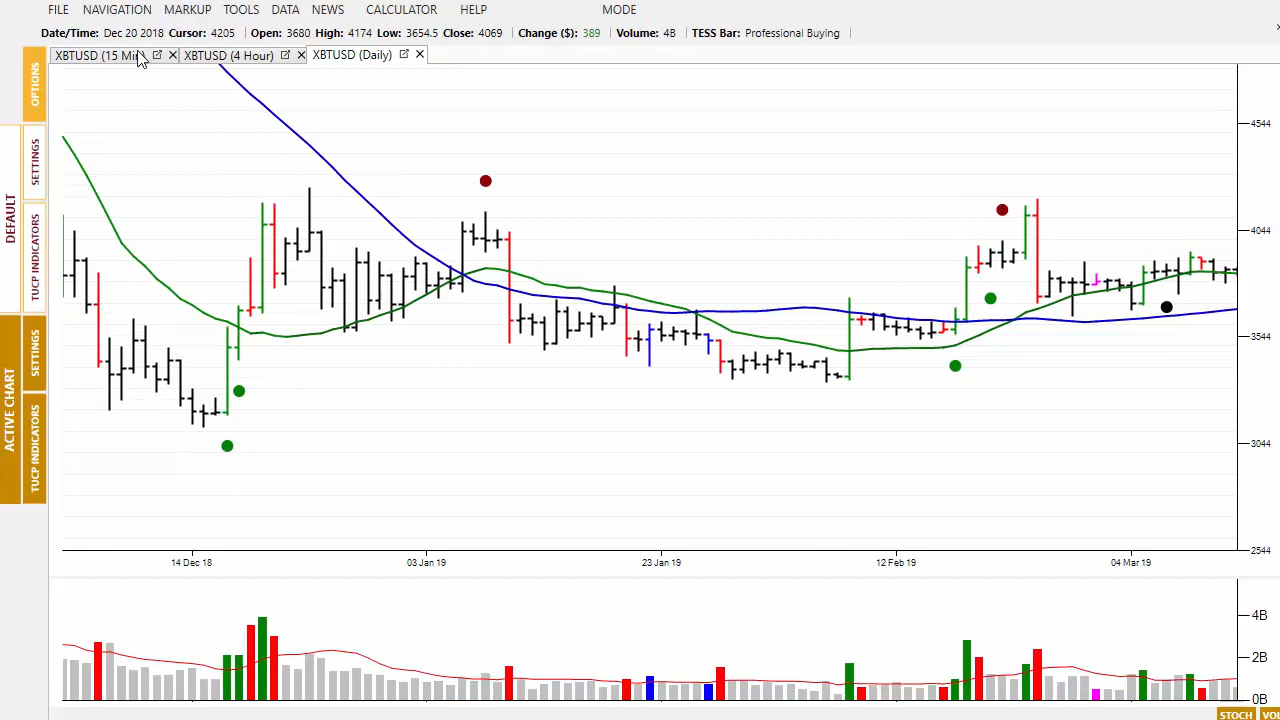 FILE NAVIGATION MARKUP TOOLS DATA NEWS CALCULATOR HELP MODE
Date/Time: Dec 20 2018 Cursor: 4205 Open: 3680 High: 4174 Low: 3654.5 Close: 4069 Change ($): 389 Volume: 4B TESS Bar: Professional Buying
XBTUSD (15 Min) XBTUSD (4 Hour) XBTUSD (Daily)
OPTIONS
SETTINGS
DEFAULT
TUCP INDICATORS
SETTINGS
ACTIVE CHART
TUCP INDICATORS
4544
4044
3544
3044
2544
14 Dec 18 03 Jan 19 23 Jan 19 12 Feb 19 04 Mar 19
4B
2B
0B
STOCH